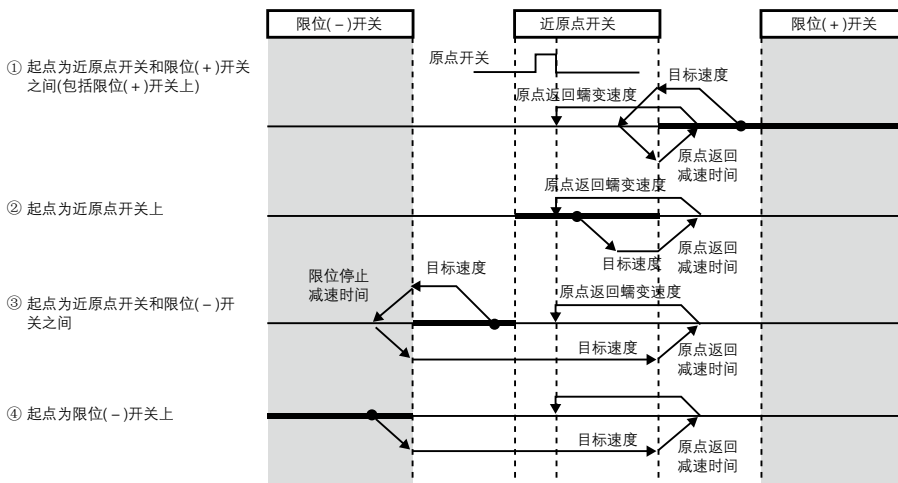 限位(－)开关
近原点开关
限位(＋)开关
① 起点为近原点开关和限位(＋)开关
之间(包括限位(＋)开关上)
原点开关
目标速度
原点返回蠕变速度
原点返回
减速时间
② 起点为近原点开关上
原点返回蠕变速度
目标速度
原点返回
减速时间
③ 起点为近原点开关和限位(－)开
关之间
限位停止
减速时间
目标速度
原点返回蠕变速度
目标速度
原点返回
减速时间
④ 起点为限位(－)开关上
目标速度
原点返回
减速时间